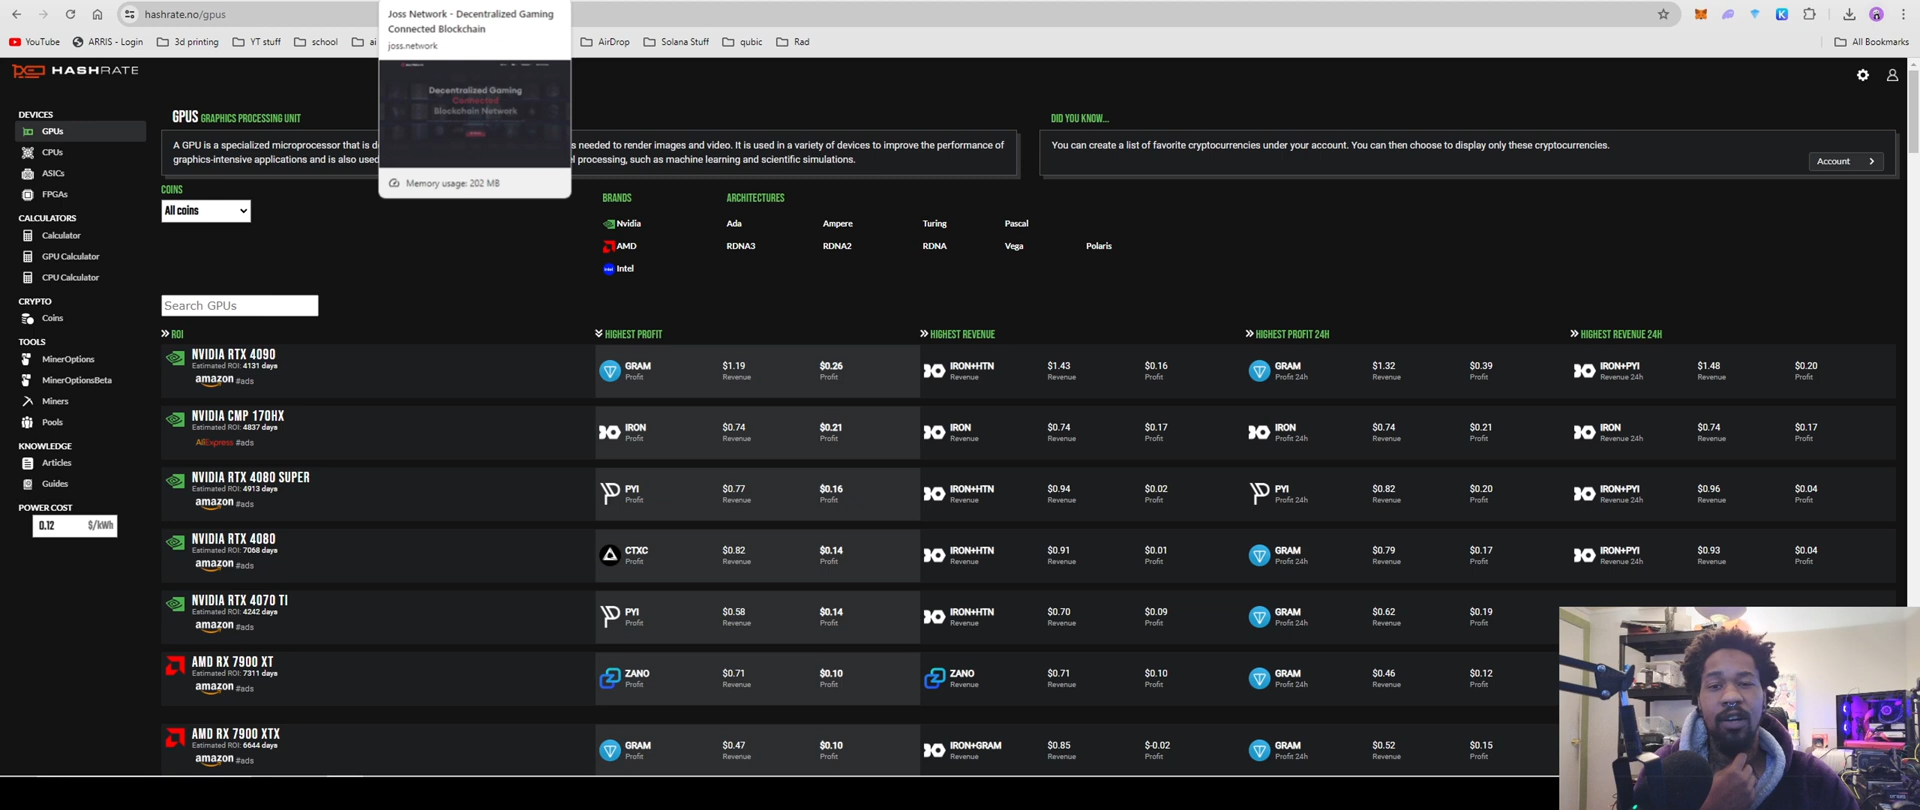 hashrate.no/gpus
Joss Network - Decentralized Gaming
Connected Blockchain
joss.network
YouTube
ARRIS - Login
3d printing
YT stuff
school
ai
AirDrop
Solana Stuff
qubic
Rad
All Bookmarks
HASHRATE
Decentralized Gaming
Connected
Blockchain Network
Memory usage: 202 MB
DEVICES
GPUs
CPUs
ASICs
FPGAs
CALCULATORS
Calculator
GPU Calculator
CPU Calculator
CRYPTO
Coins
TOOLS
MinerOptions
MinerOptionsBeta
Miners
Pools
KNOWLEDGE
Articles
Guides
POWER COST
0.12 $/kWh
GPUS GRAPHICS PROCESSING UNIT
A GPU is a specialized microprocessor that is de
s needed to render images and video. It is used in a variety of devices to improve the performance of
graphics-intensive applications and is also used
el processing, such as machine learning and scientific simulations.
DID YOU KNOW...
You can create a list of favorite cryptocurrencies under your account. You can then choose to display only these cryptocurrencies.
Account
COINS
All coins
BRANDS
Nvidia
AMD
Intel
ARCHITECTURES
Ada Ampere Turing Pascal
RDNA3 RDNA2 RDNA Vega Polaris
Search GPUs
ROI HIGHEST PROFIT HIGHEST REVENUE HIGHEST PROFIT 24H HIGHEST REVENUE 24H
NVIDIA RTX 4090
Estimated ROI: 4131 days
amazon #ads
GRAM $1.19 $0.26 IRON+HTN $1.43 $0.16 GRAM $1.32 $0.39 IRON+PYI $1.48 $0.20
Profit Revenue Profit Revenue Revenue Profit Profit 24h Revenue Profit Revenue 24h Revenue Profit
NVIDIA CMP 170HX
Estimated ROI: 4837 days
AliExpress #ads
IRON $0.74 $0.21 IRON $0.74 $0.17 IRON $0.74 $0.21 IRON $0.74 $0.17
Profit Revenue Profit Revenue Revenue Profit Profit 24h Revenue Profit Revenue 24h Revenue Profit
NVIDIA RTX 4080 SUPER
Estimated ROI: 4913 days
amazon #ads
PYI $0.77 $0.16 IRON+HTN $0.94 $0.02 PYI $0.82 $0.20 IRON+PYI $0.96 $0.04
Profit Revenue Profit Revenue Revenue Profit Profit 24h Revenue Profit Revenue 24h Revenue Profit
NVIDIA RTX 4080
Estimated ROI: 7068 days
amazon #ads
CTXC $0.82 $0.14 IRON+HTN $0.91 $0.01 GRAM $0.79 $0.17 IRON+PYI $0.93 $0.04
Profit Revenue Profit Revenue Revenue Profit Profit 24h Revenue Profit Revenue 24h Revenue Profit
NVIDIA RTX 4070 TI
Estimated ROI: 4242 days
amazon #ads
PYI $0.58 $0.14 IRON+HTN $0.70 $0.09 GRAM $0.62 $0.19
Profit Revenue Profit Revenue Revenue Profit Profit 24h Revenue Profit
AMD RX 7900 XT
Estimated ROI: 7311 days
amazon #ads
ZANO $0.71 $0.10 ZANO $0.71 $0.10 GRAM $0.46 $0.12
Profit Revenue Profit Revenue Revenue Profit Profit 24h Revenue Profit
AMD RX 7900 XTX
Estimated ROI: 6644 days
amazon #ads
GRAM $0.47 $0.10 IRON+GRAM $0.85 $-0.02 GRAM $0.52 $0.15
Profit Revenue Profit Revenue Revenue Profit Profit 24h Revenue Profit